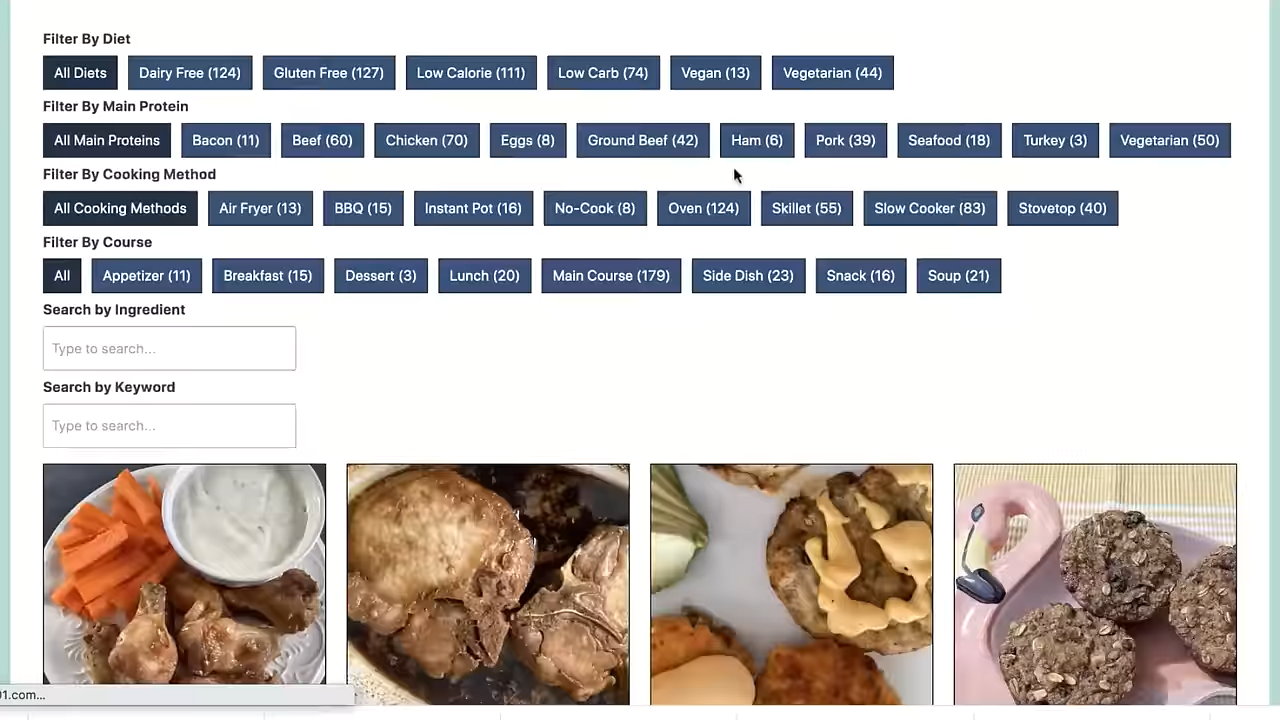 Filter By Diet
All Diets Dairy Free (124) Gluten Free (127) Low Calorie (111) Low Carb (74) Vegan (13) Vegetarian (44)
Filter By Main Protein
All Main Proteins Bacon (11) Beef (60) Chicken (70) Eggs (8) Ground Beef (42) Ham (6) Pork (39) Seafood (18) Turkey (3) Vegetarian (50)
Filter By Cooking Method
All Cooking Methods Air Fryer (13) BBQ (15) Instant Pot (16) No-Cook (8) Oven (124) Skillet (55) Slow Cooker (83) Stovetop (40)
Filter By Course
All Appetizer (11) Breakfast (15) Dessert (3) Lunch (20) Main Course (179) Side Dish (23) Snack (16) Soup (21)
Search by Ingredient
Type to search...
Search by Keyword
Type to search...
01.com...